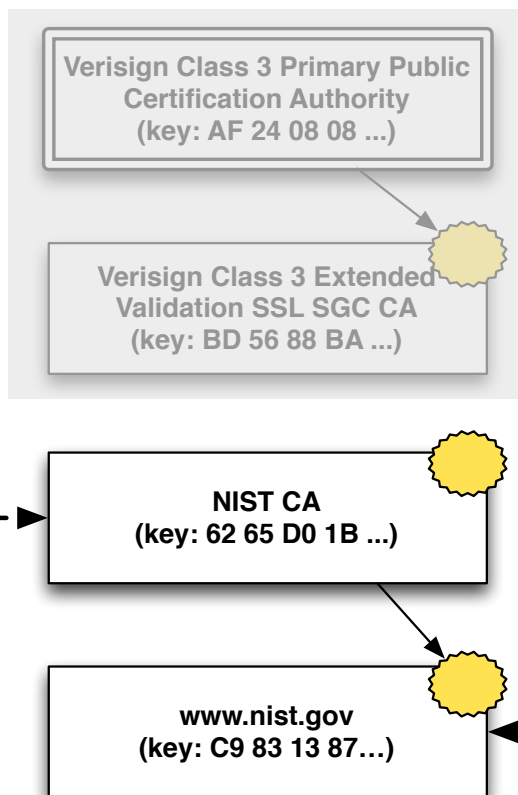 Verisign Class 3 Primary Public
Certification Authority
(key: AF 24 08 08 ...)
Verisign Class 3 Extended
Validation SSL SGC CA
(key: BD 56 88 BA ...)
NIST CA
(key: 62 65 D0 1B ...)
www.nist.gov
(key: C9 83 13 87...)